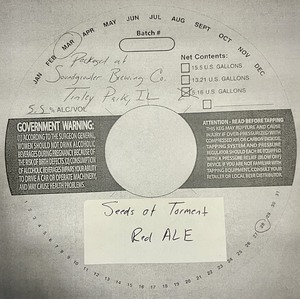 JAN FEB MAR APR MAY JUN JUL AUG SEPT OCT NOV DEC
Batch #
Packaged at
Soundgrowler Brewing Co.
Tinley Park, IL
5.5 % ALC/VOL
Net Contents:
15.5 U.S. GALLONS
13.21 U.S. GALLONS
5.16 U.S. GALLONS
GOVERNMENT WARNING:
(1) ACCORDING TO THE SURGEON GENERAL,
WOMEN SHOULD NOT DRINK ALCOHOLIC
BEVERAGES DURING PREGNANCY BECAUSE OF
THE RISK OF BIRTH DEFECTS. (2) CONSUMPTION
OF ALCOHOLIC BEVERAGES IMPAIRS YOUR ABILITY
TO DRIVE A CAR OR OPERATE MACHINERY,
AND MAY CAUSE HEALTH PROBLEMS.
ATTENTION - READ BEFORE TAPPING
THIS KEG MAY RUPTURE AND CAUSE
INJURY IF OVER PRESSURIZED WITH
COMPRESSED AIR OR CARBON DIOXIDE.
TAPPING SYSTEM AND PRESSURE
REGULATOR SHOULD BE EQUIPPED
WITH A PRESSURE RELIEF (BLOW OFF)
DEVICE. IF YOU ARE NOT FAMILIAR WITH
TAPPING EQUIPMENT, CONSULT YOUR
RETAILER OR LOCAL BEER DISTRIBUTOR.
Seeds of Torment
Red ALE